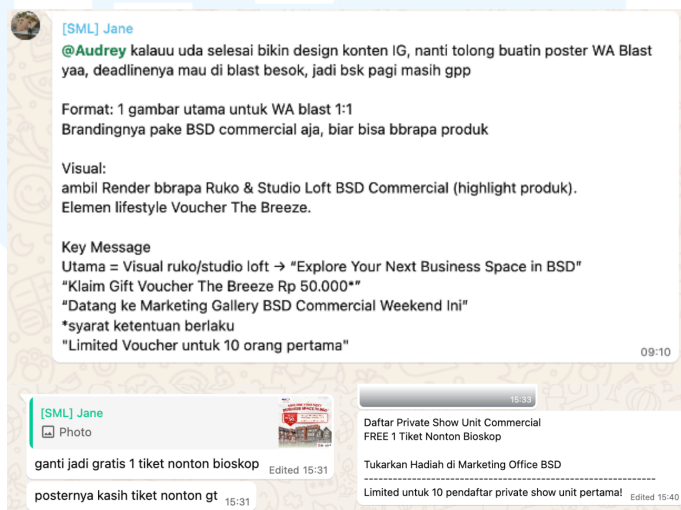 [SML] Jane
@Audrey kalauu uda selesai bikin design konten IG, nanti tolong buatin poster WA Blast
yaa, deadlinenya mau di blast besok, jadi bsk pagi masih gpp
Format: 1 gambar utama untuk WA blast 1:1
Brandingnya pake BSD commercial aja, biar bisa bbrapa produk
Visual:
ambil Render bbrapa Ruko & Studio Loft BSD Commercial (highlight produk).
Elemen lifestyle Voucher The Breeze.
Key Message
Utama = Visual ruko/studio loft → “Explore Your Next Business Space in BSD”
“Klaim Gift Voucher The Breeze Rp 50.000*”
“Datang ke Marketing Gallery BSD Commercial Weekend Ini”
*syarat ketentuan berlaku
"Limited Voucher untuk 10 orang pertama"
09:10
[SML] Jane
Photo
BUSINESS SPACE IN BSD
ganti jadi gratis 1 tiket nonton bioskop
Edited 15:31
posternya kasih tiket nonton gt
15:31
15:33
Daftar Private Show Unit Commercial
FREE 1 Tiket Nonton Bioskop
Tukarkan Hadiah di Marketing Office BSD
------------------------------------------------------------
Limited untuk 10 pendaftar private show unit pertama!
Edited 15:40